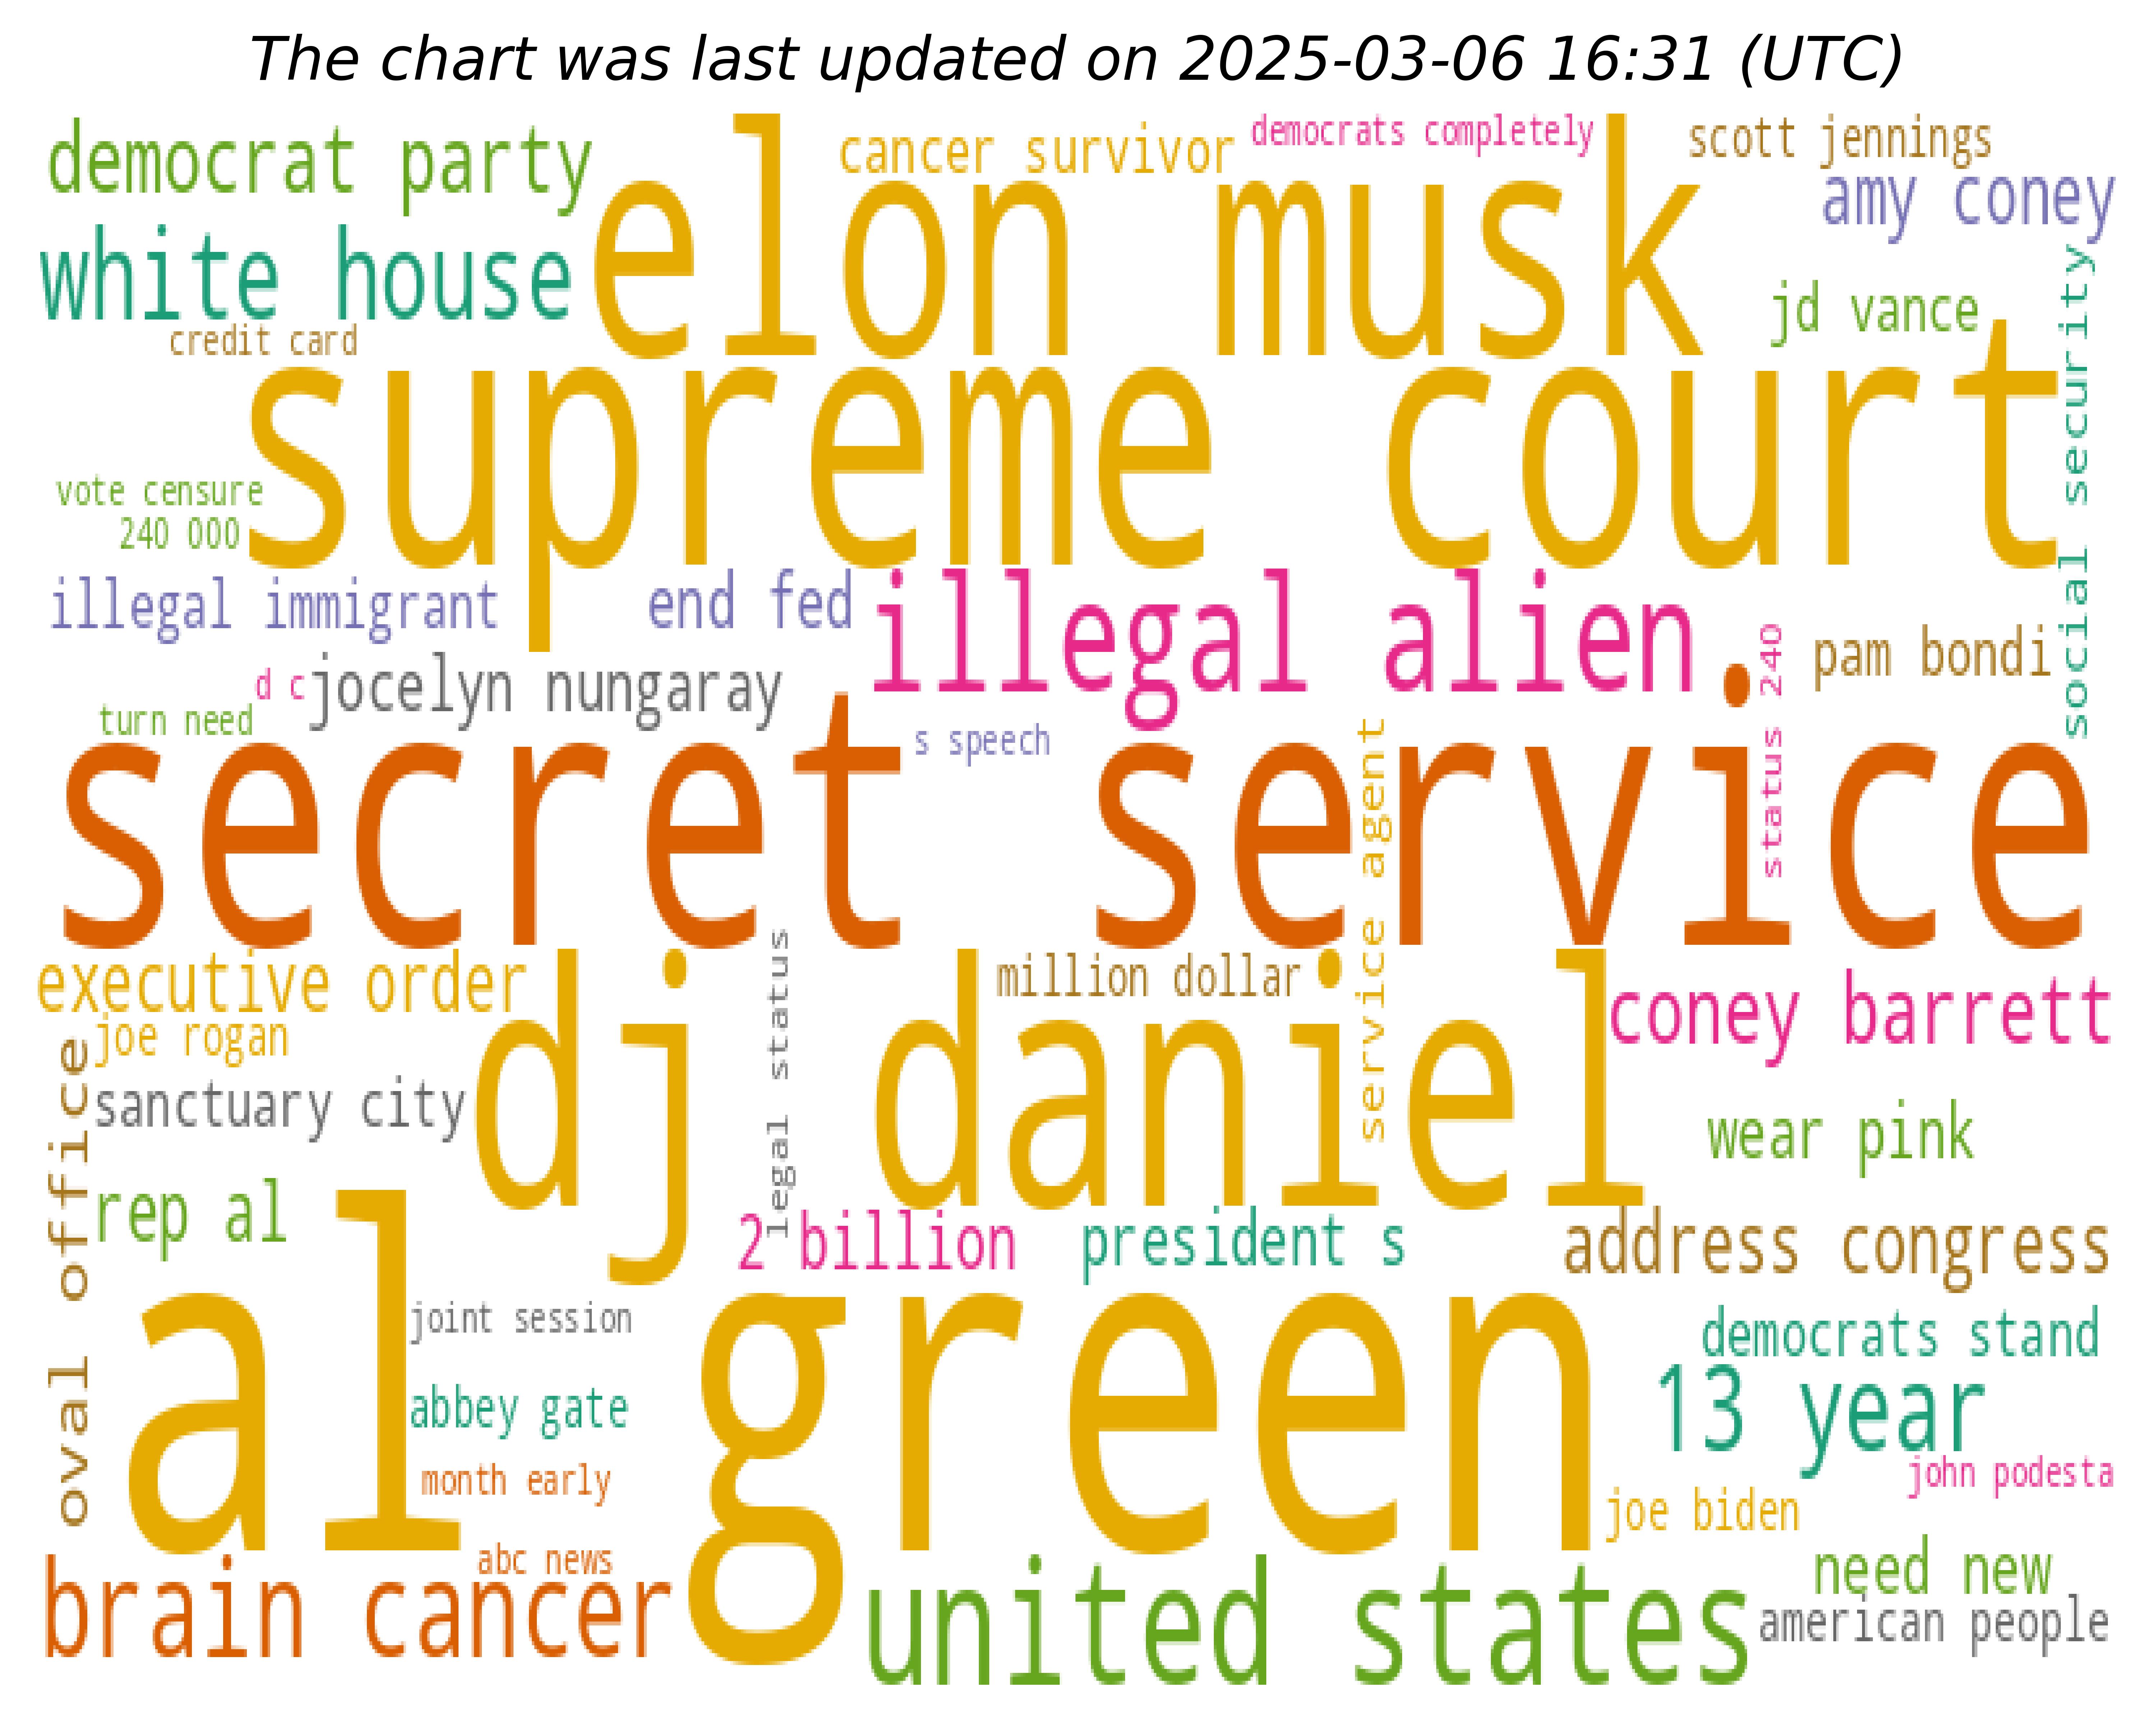 The chart was last updated on 2025-03-06 16:31 (UTC)
democrat party
cancer survivor
democrats completely
scott jennings
elon musk
amy coney
white house
jd vance
social security
credit card
supreme court
vote censure
240 000
illegal immigrant
end fed
illegal alien
pam bondi
status 240
d c
jocelyn nungaray
turn need
s speech
service agent
secret service
executive order
legal status
million dollar
dj daniel
coney barrett
joe rogan
oval office
sanctuary city
wear pink
rep al
2 billion
president s
address congress
al green
joint session
democrats stand
abbey gate
13 year
month early
john podesta
joe biden
abc news
brain cancer
united states
need new
american people